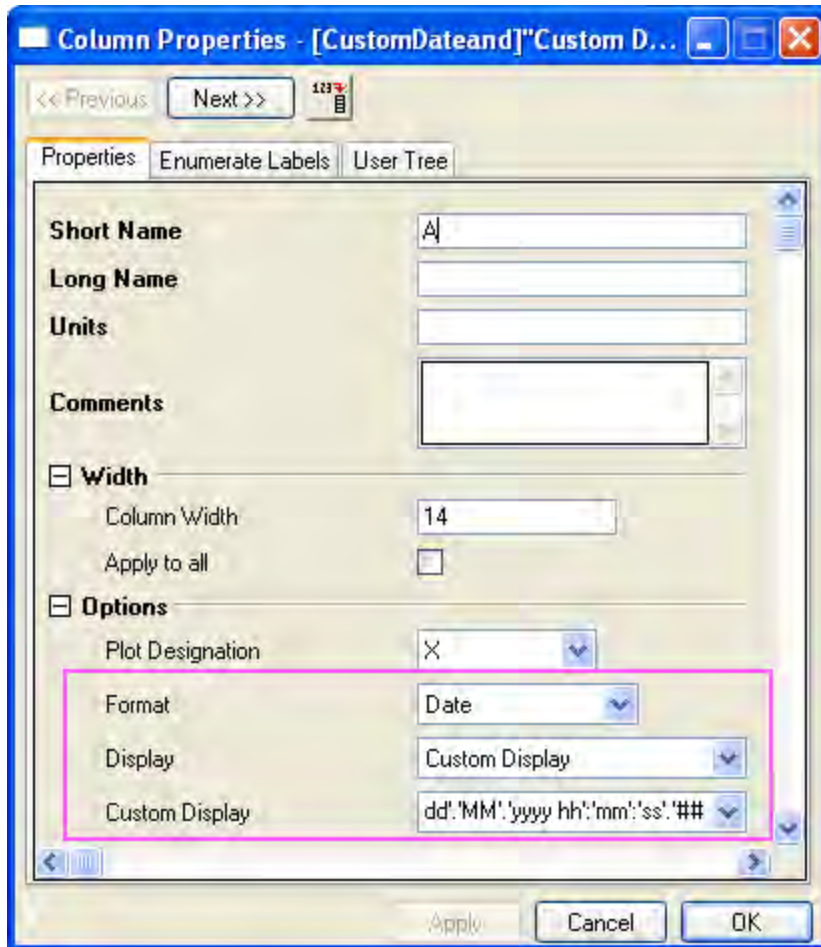 Column Properties - [CustomDateand]"Custom D...
<< Previous Next >> 123
Properties Enumerate Labels User Tree
Short Name A
Long Name
Units
Comments
Width
Column Width 14
Apply to all
Options
Plot Designation X
Format Date
Display Custom Display
Custom Display dd'.'MM'.'yyyy hh':'mm':'ss'.'##
Apply Cancel OK